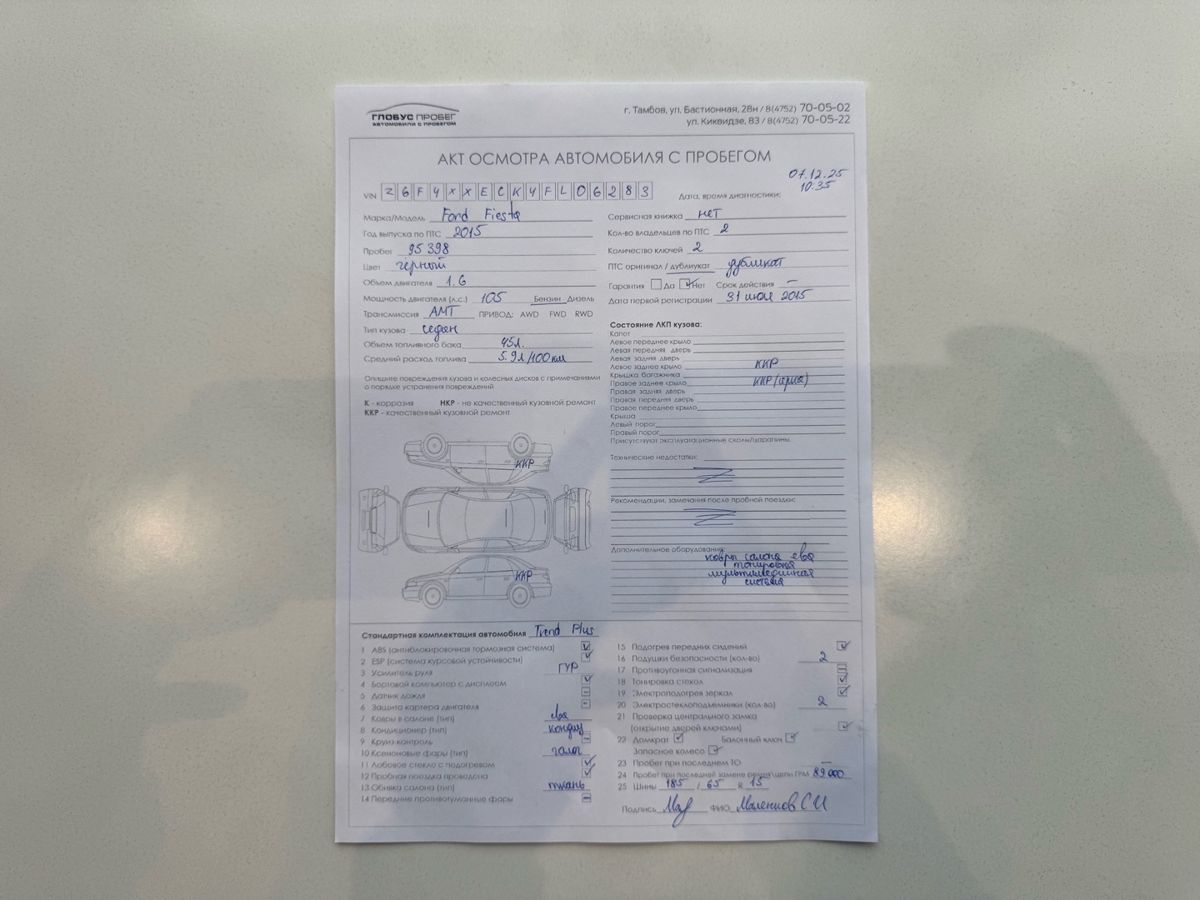 ГЛОБУС ПРОБЕГ
АВТОМОБИЛИ С ПРОБЕГОМ
г. Тамбов, ул. Бастионная, 28н / 8(4752) 70-05-02
ул. Киквидзе, 83 / 8(4752) 70-05-22
АКТ ОСМОТРА АВТОМОБИЛЯ С ПРОБЕГОМ
VIN Z6F4XXECK4FL06283
Дата, время диагностики: 07.12.25 10:35
Марка/Модель Ford Fiesta
Год выпуска по ПТС 2015
Пробег 95 398
Цвет черный
Объем двигателя 1.6
Мощность двигателя (л.с.) 105 Бензин Дизель
Трансмиссия АМТ ПРИВОД: AWD FWD RWD
Тип кузова седан
Объем топливного бака 45л.
Средний расход топлива 5.9л/100км
Опишите повреждения кузова и колесных дисков с примечаниями
о порядке устранения повреждений
К - коррозия НКР - не качественный кузовной ремонт
ККР - качественный кузовной ремонт
ККР
ККР
Сервисная книжка нет
Кол-во владельцев по ПТС 2
Количество ключей 2
ПТС оригинал / дубликат дубликат
Гарантия Да Нет Срок действия —
Дата первой регистрации 31 июля 2015
Состояние ЛКП кузова:
Капот
Левое переднее крыло
Левая передняя дверь
Левая задняя дверь
Левое заднее крыло ККР
Крышка багажника
Правое заднее крыло ККР
Правая задняя дверь
Правая передняя дверь
Правое переднее крыло
Крыша
Левый порог
Правый порог
Присутствуют эксплуатационные сколы/царапины.
Технические недостатки:
Рекомендации, замечания после пробной поездки:
Дополнительное оборудование:
ковры салона ева
тонировка
мультимедийная
система
Стандартная комплектация автомобиля Trend Plus
1 ABS (антиблокировочная тормозная система)
2 ESP (система курсовой устойчивости)
3 Усилитель руля ГУР
4 Бортовой компьютер с дисплеем
5 Датчик дождя
6 Защита картера двигателя
7 Ковры в салоне (тип) ева
8 Кондиционер (тип) кондиц
9 Круиз-контроль
10 Ксеноновые фары (тип) галог
11 Лобовое стекло с подогревом
12 Пробная поездка проведена
13 Обивка салона (тип) ткань
14 Передние противотуманные фары
15 Подогрев передних сидений
16 Подушки безопасности (кол-во) 2
17 Противоугонная сигнализация
18 Тонировка стекол
19 Электроподогрев зеркал
20 Электростеклоподъемники (кол-во) 2
21 Проверка центрального замка
(открытие дверей ключами)
22 Домкрат Балонный ключ
Запасное колесо
23 Пробег при последнем ТО —
24 Пробег при последней замене ремня/цепи ГРМ 89 000
25 Шины 185 / 65 R 15
Подпись ФИО Маленков С И